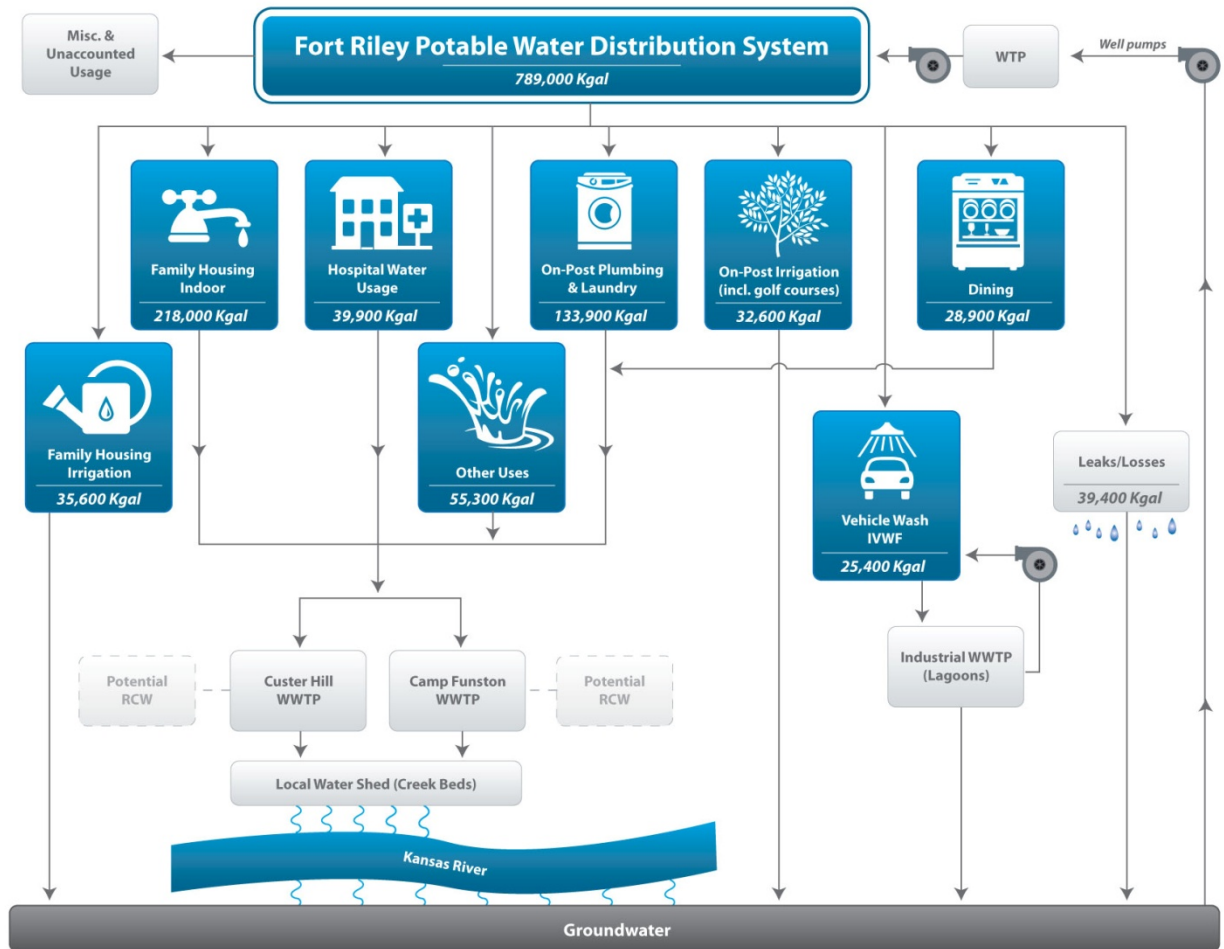 Misc. &
Unaccounted
Usage
Fort Riley Potable Water Distribution System
789,000 Kgal
WTP
Well pumps
Family Housing
Indoor
218,000 Kgal
Hospital Water
Usage
39,900 Kgal
On-Post Plumbing
& Laundry
133,900 Kgal
On-Post Irrigation
(incl. golf courses)
32,600 Kgal
Dining
28,900 Kgal
Family Housing
Irrigation
35,600 Kgal
Other Uses
55,300 Kgal
Vehicle Wash
IVWF
25,400 Kgal
Leaks/Losses
39,400 Kgal
Potential
RCW
Custer Hill
WWTP
Camp Funston
WWTP
Potential
RCW
Industrial WWTP
(Lagoons)
Local Water Shed (Creek Beds)
Kansas River
Groundwater